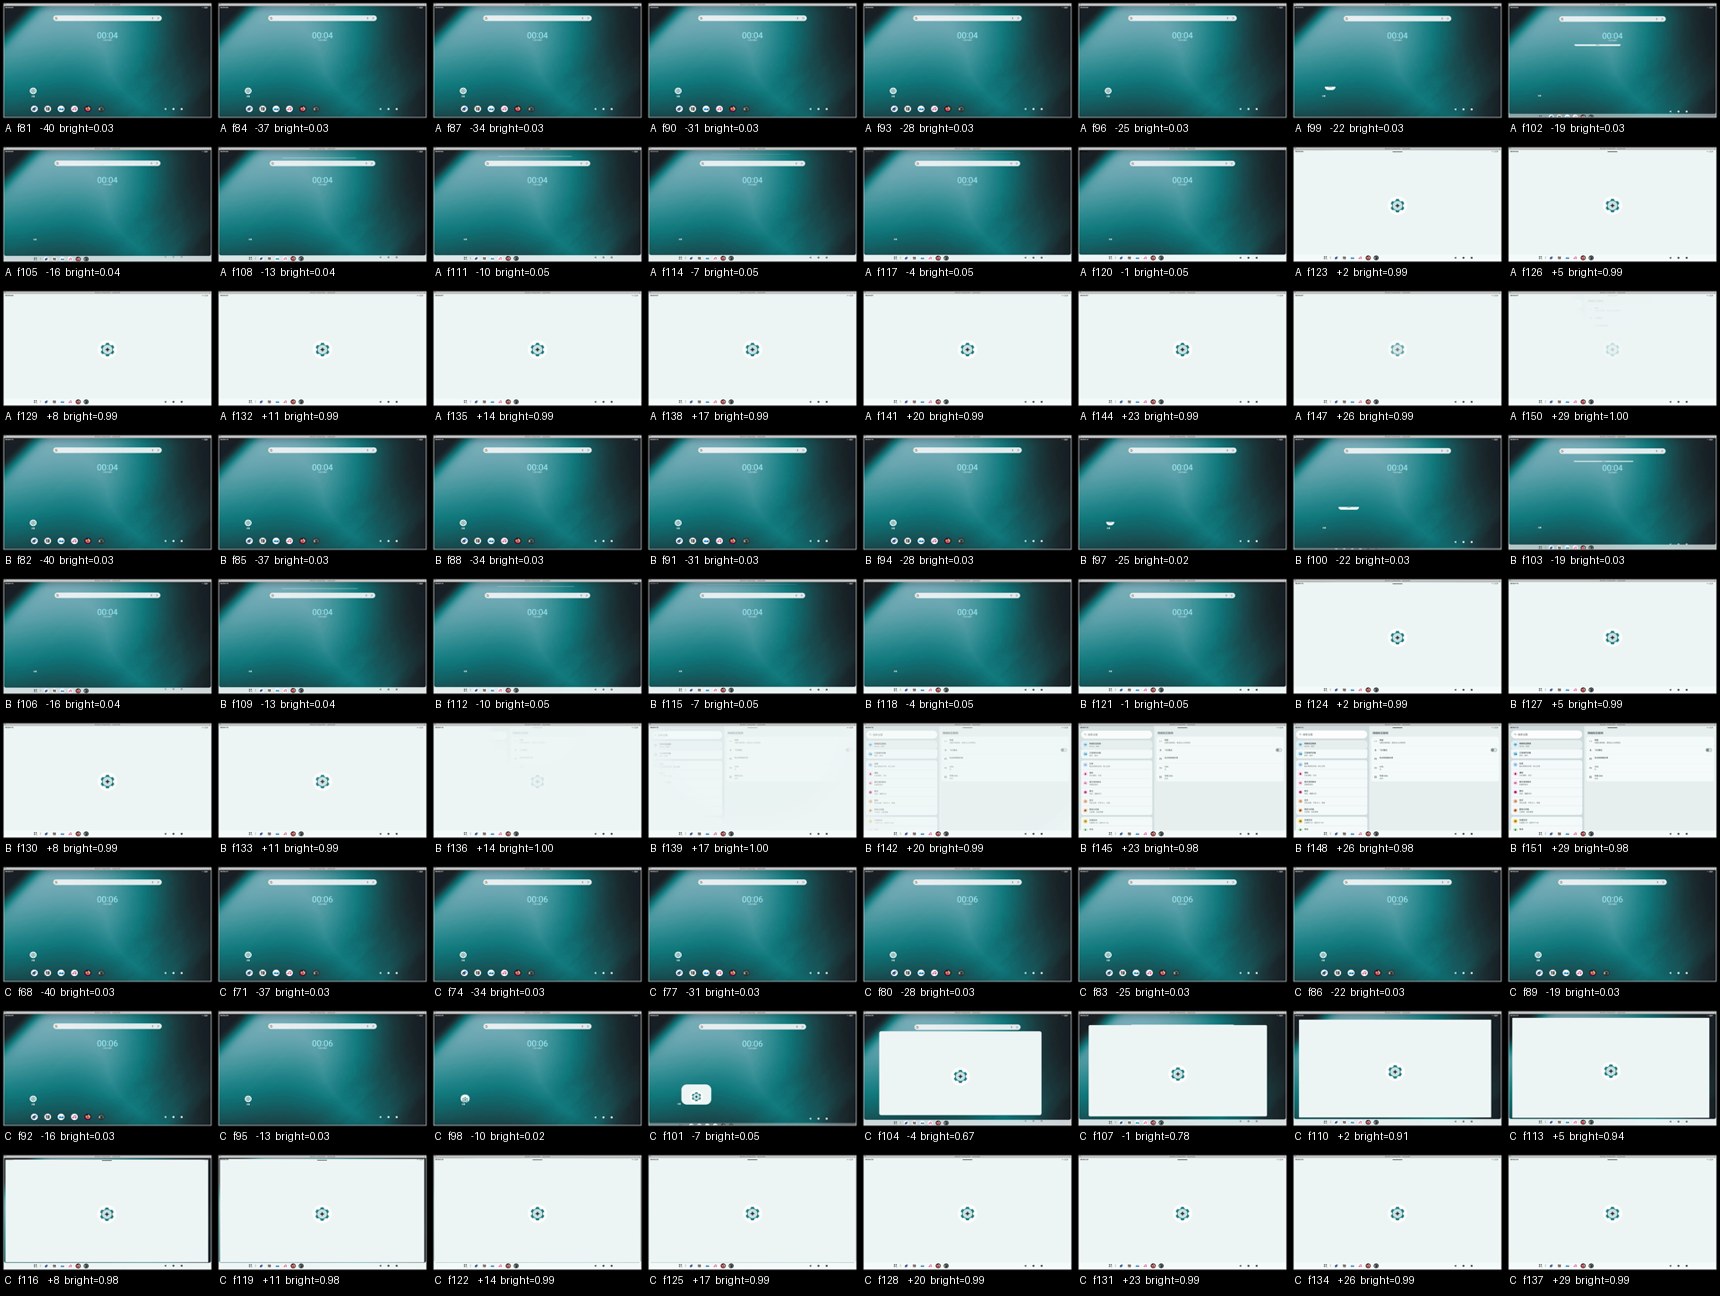 00:04 00:04 00:04 00:04 00:04 00:04 00:04 00:04
A f81 -40 bright=0.03 A f84 -37 bright=0.03 A f87 -34 bright=0.03 A f90 -31 bright=0.03 A f93 -28 bright=0.03 A f96 -25 bright=0.03 A f99 -22 bright=0.03 A f102 -19 bright=0.03
00:04 00:04 00:04 00:04 00:04 00:04
A f105 -16 bright=0.04 A f108 -13 bright=0.04 A f111 -10 bright=0.05 A f114 -7 bright=0.05 A f117 -4 bright=0.05 A f120 -1 bright=0.05 A f123 +2 bright=0.99 A f126 +5 bright=0.99
A f129 +8 bright=0.99 A f132 +11 bright=0.99 A f135 +14 bright=0.99 A f138 +17 bright=0.99 A f141 +20 bright=0.99 A f144 +23 bright=0.99 A f147 +26 bright=0.99 A f150 +29 bright=1.00
00:04 00:04 00:04 00:04 00:04 00:04 00:04 00:04
B f82 -40 bright=0.03 B f85 -37 bright=0.03 B f88 -34 bright=0.03 B f91 -31 bright=0.03 B f94 -28 bright=0.03 B f97 -25 bright=0.02 B f100 -22 bright=0.03 B f103 -19 bright=0.03
00:04 00:04 00:04 00:04 00:04 00:04
B f106 -16 bright=0.04 B f109 -13 bright=0.04 B f112 -10 bright=0.05 B f115 -7 bright=0.05 B f118 -4 bright=0.05 B f121 -1 bright=0.05 B f124 +2 bright=0.99 B f127 +5 bright=0.99
B f130 +8 bright=0.99 B f133 +11 bright=0.99 B f136 +14 bright=1.00 B f139 +17 bright=1.00 B f142 +20 bright=0.99 B f145 +23 bright=0.98 B f148 +26 bright=0.98 B f151 +29 bright=0.98
00:06 00:06 00:06 00:06 00:06 00:06 00:06 00:06
C f68 -40 bright=0.03 C f71 -37 bright=0.03 C f74 -34 bright=0.03 C f77 -31 bright=0.03 C f80 -28 bright=0.03 C f83 -25 bright=0.03 C f86 -22 bright=0.03 C f89 -19 bright=0.03
00:06 00:06 00:06 00:06
C f92 -16 bright=0.03 C f95 -13 bright=0.03 C f98 -10 bright=0.02 C f101 -7 bright=0.05 C f104 -4 bright=0.67 C f107 -1 bright=0.78 C f110 +2 bright=0.91 C f113 +5 bright=0.94
C f116 +8 bright=0.98 C f119 +11 bright=0.98 C f122 +14 bright=0.99 C f125 +17 bright=0.99 C f128 +20 bright=0.99 C f131 +23 bright=0.99 C f134 +26 bright=0.99 C f137 +29 bright=0.99